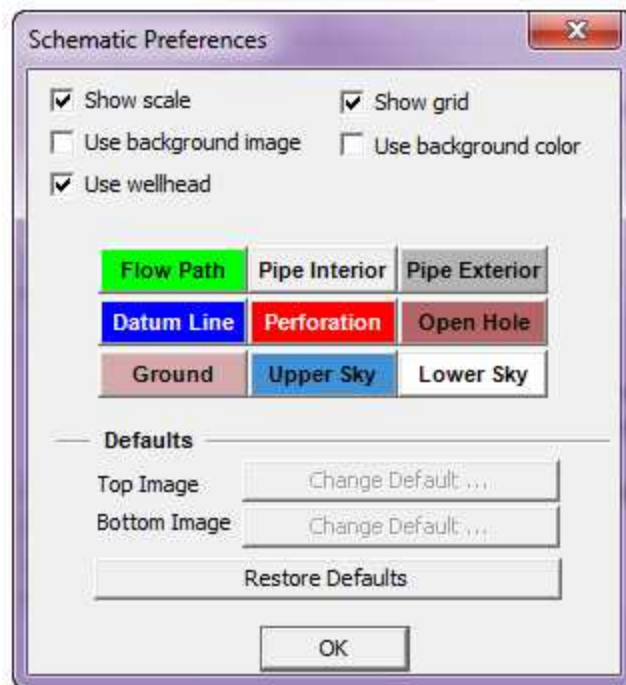 Schematic Preferences
Show scale Show grid
Use background image Use background color
Use wellhead
Flow Path Pipe Interior Pipe Exterior
Datum Line Perforation Open Hole
Ground Upper Sky Lower Sky
Defaults
Top Image Change Default ...
Bottom Image Change Default ...
Restore Defaults
OK